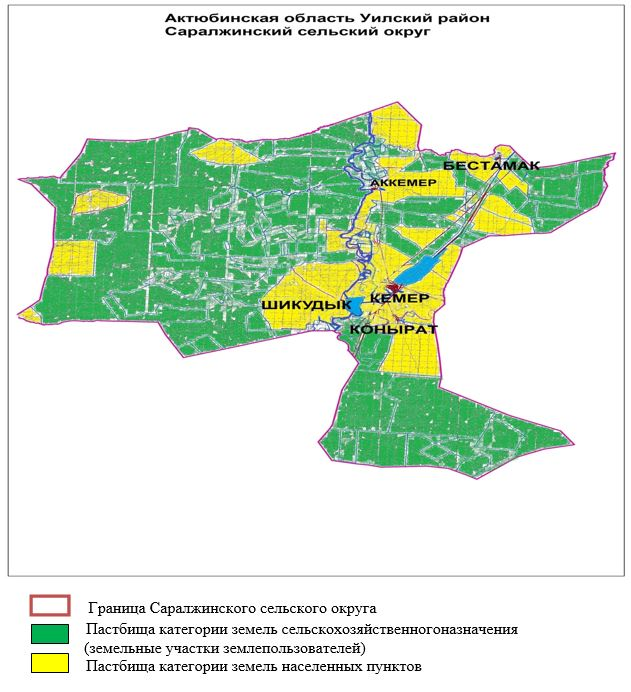 Актюбинская область Уилский район
Саралжинский сельский округ
БЕСТАМАК
АККЕМЕР
ШИКУДЫК
КЕМЕР
КОНЫРАТ
Граница Саралжинского сельского округа
Пастбища категории земель сельскохозяйственногоназначения
(земельные участки землепользователей)
Пастбища категории земель населенных пунктов